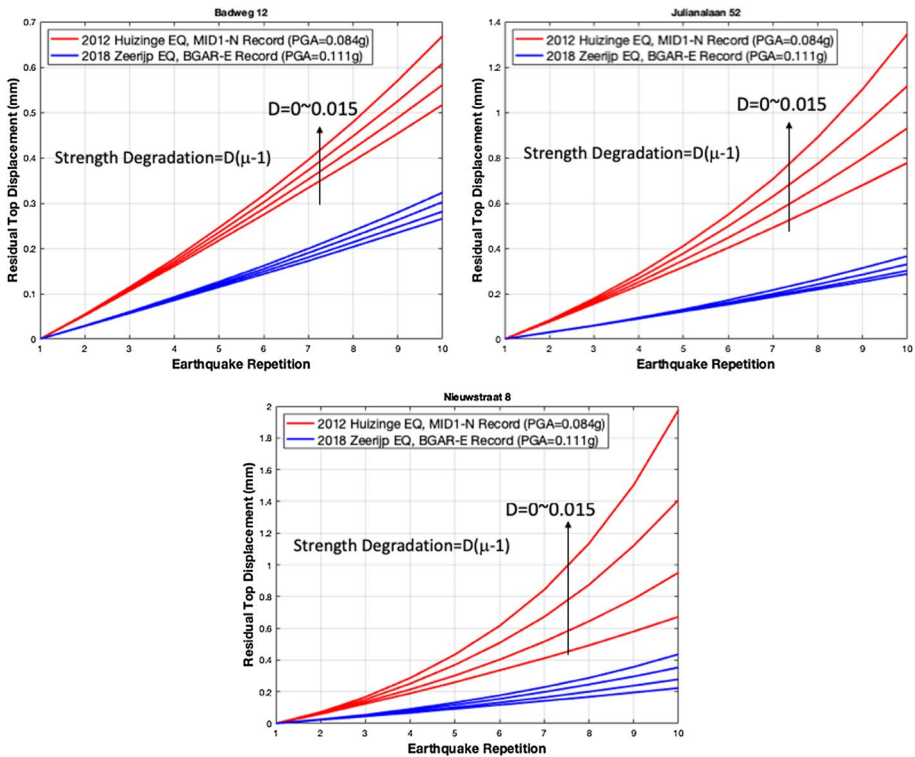 Badweg 12
2012 Huizinge EQ, MID1-N Record (PGA=0.084g)
2018 Zeerijp EQ, BGAR-E Record (PGA=0.111g)
D=0~0.015
Strength Degradation=D(μ-1)
Residual Top Displacement (mm)
0.7
0.6
0.5
0.4
0.3
0.2
0.1
0
1 2 3 4 5 6 7 8 9 10
Earthquake Repetition
Julianalaan 52
2012 Huizinge EQ, MID1-N Record (PGA=0.084g)
2018 Zeerijp EQ, BGAR-E Record (PGA=0.111g)
D=0~0.015
Strength Degradation=D(μ-1)
Residual Top Displacement (mm)
1.4
1.2
1
0.8
0.6
0.4
0.2
0
1 2 3 4 5 6 7 8 9 10
Earthquake Repetition
Nieuwstraat 8
2012 Huizinge EQ, MID1-N Record (PGA=0.084g)
2018 Zeerijp EQ, BGAR-E Record (PGA=0.111g)
D=0~0.015
Strength Degradation=D(μ-1)
Residual Top Displacement (mm)
2
1.8
1.6
1.4
1.2
1
0.8
0.6
0.4
0.2
0
1 2 3 4 5 6 7 8 9 10
Earthquake Repetition